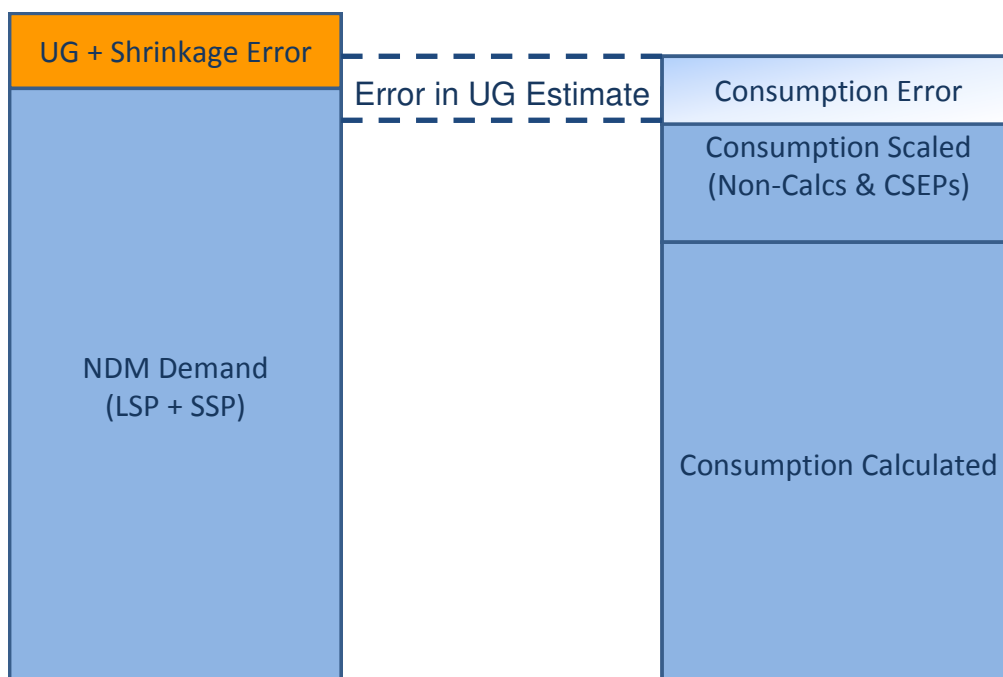 UG + Shrinkage Error
NDM Demand
(LSP + SSP)
Error in UG Estimate
Consumption Error
Consumption Scaled
(Non-Calcs & CSEPs)
Consumption Calculated